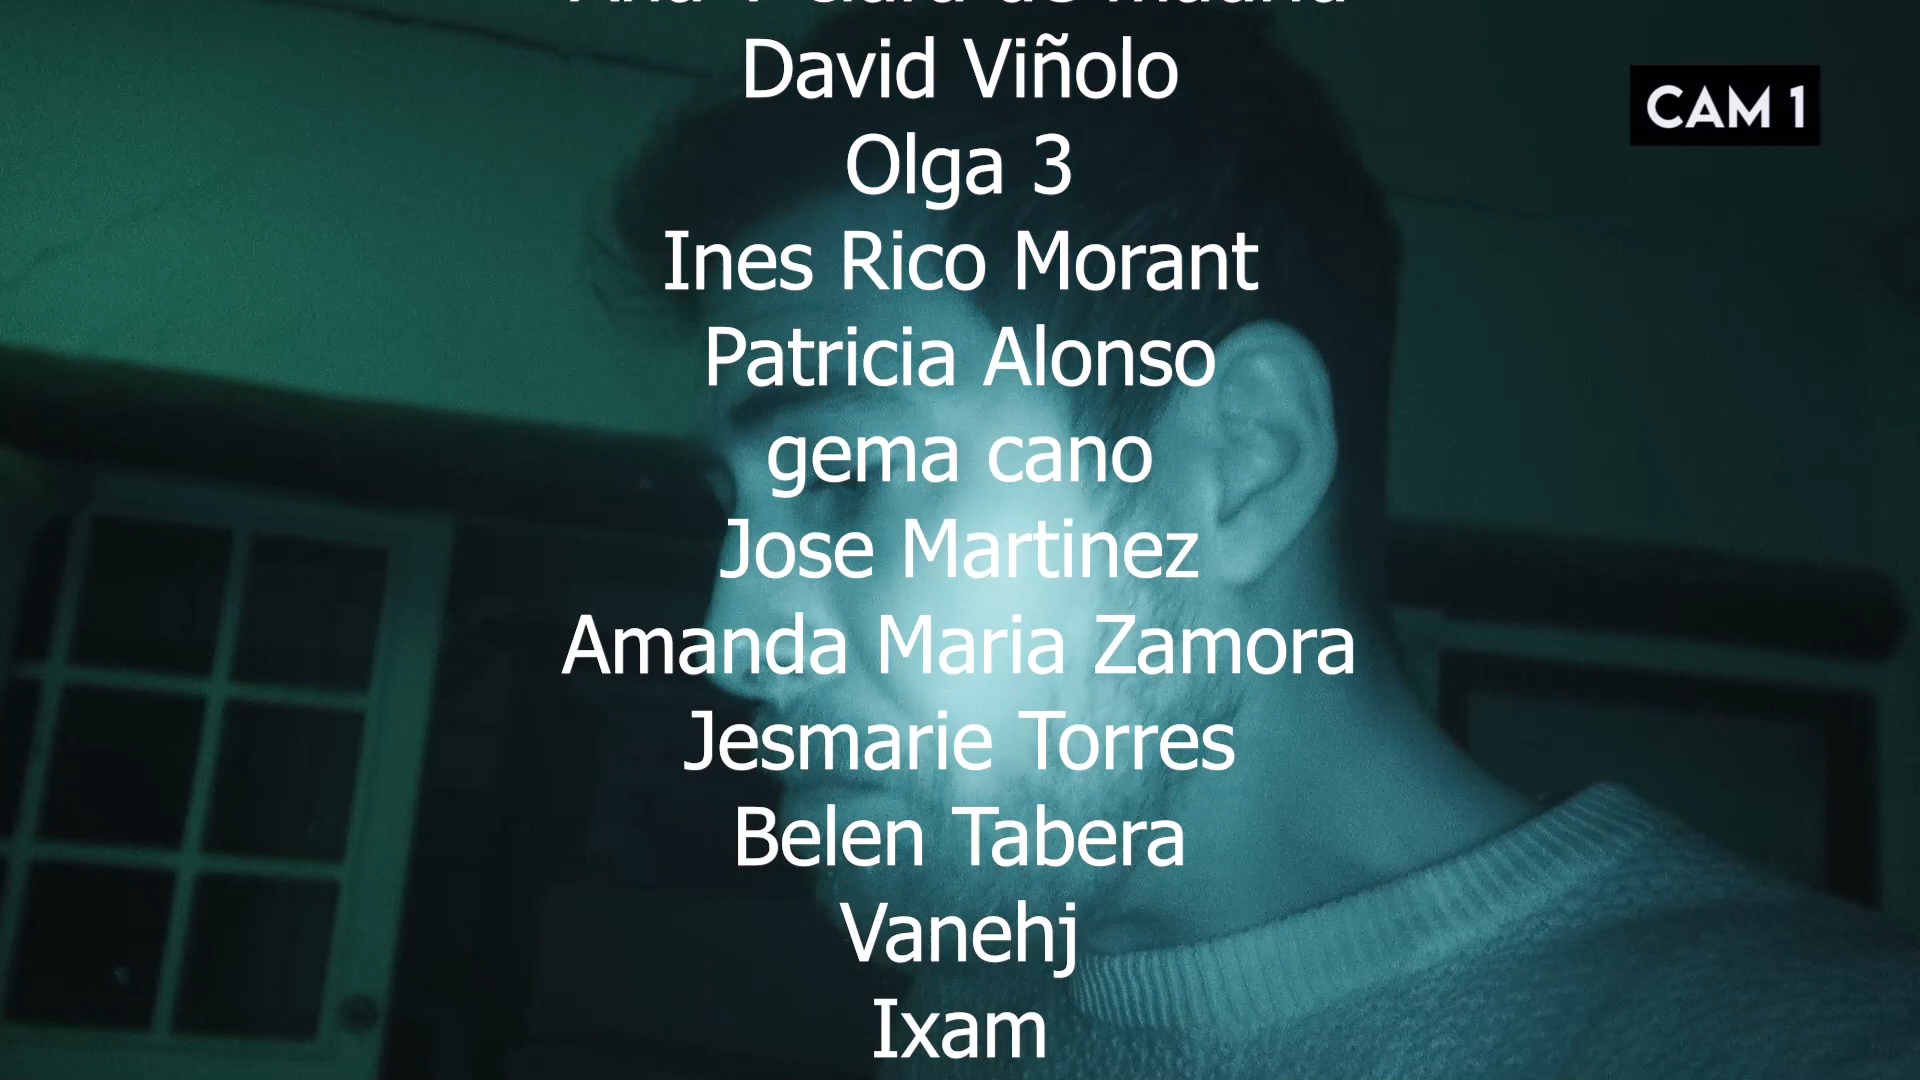 David Viñolo
CAM 1
Olga 3
Ines Rico Morant
Patricia Alonso
gema cano
Jose Martinez
Amanda Maria Zamora
Jesmarie Torres
Belen Tabera
Vanehj
Ixam